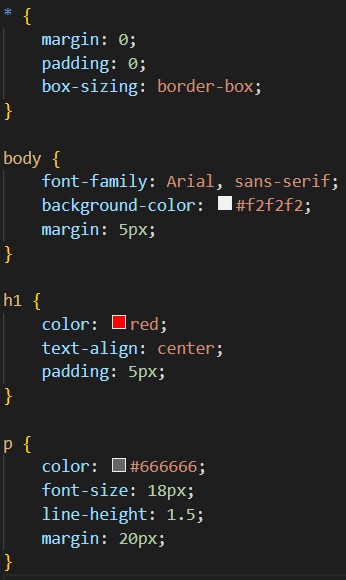 * {
    margin: 0;
    padding: 0;
    box-sizing: border-box;
}

body {
    font-family: Arial, sans-serif;
    background-color: #f2f2f2;
    margin: 5px;
}

h1 {
    color: red;
    text-align: center;
    padding: 5px;
}

p {
    color: #666666;
    font-size: 18px;
    line-height: 1.5;
    margin: 20px;
}